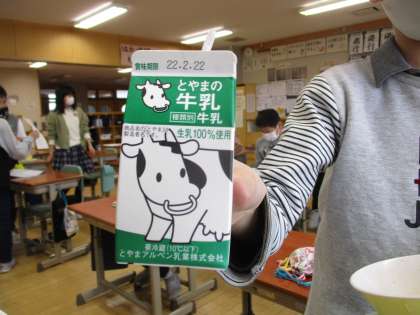 賞味期限 22.2.22
とやまの
牛乳
種類別 牛乳
生乳100%使用
要冷蔵(10℃以下)
とやまアルペン乳業株式会社